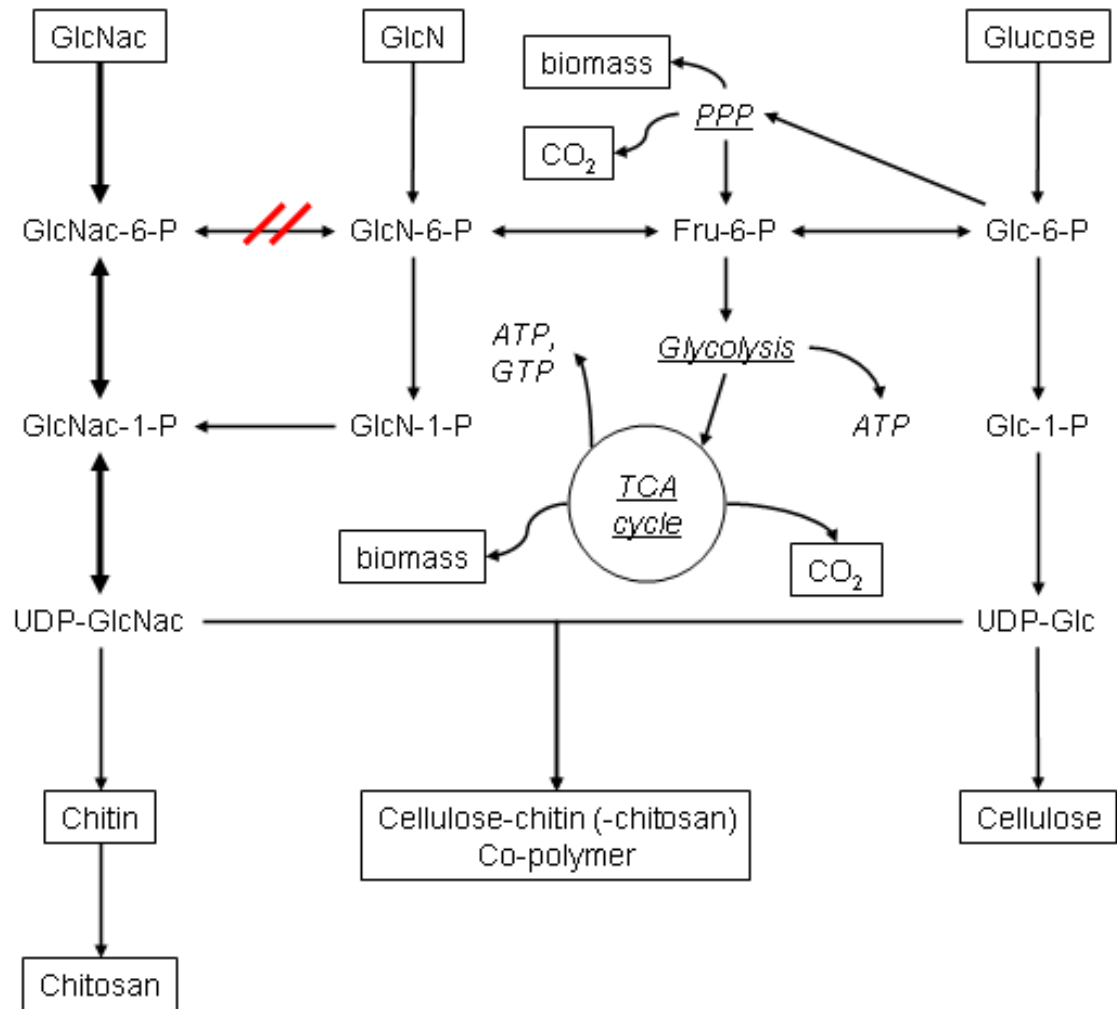 GlcNac
GlcN
Glucose
biomass
PPP
CO₂
GlcNac-6-P
GlcN-6-P
Fru-6-P
Glc-6-P
ATP,
GTP
Glycolysis
GlcNac-1-P
GlcN-1-P
ATP
Glc-1-P
TCA
cycle
biomass
CO₂
UDP-GlcNac
UDP-Glc
Chitin
Cellulose-chitin (-chitosan)
Co-polymer
Cellulose
Chitosan